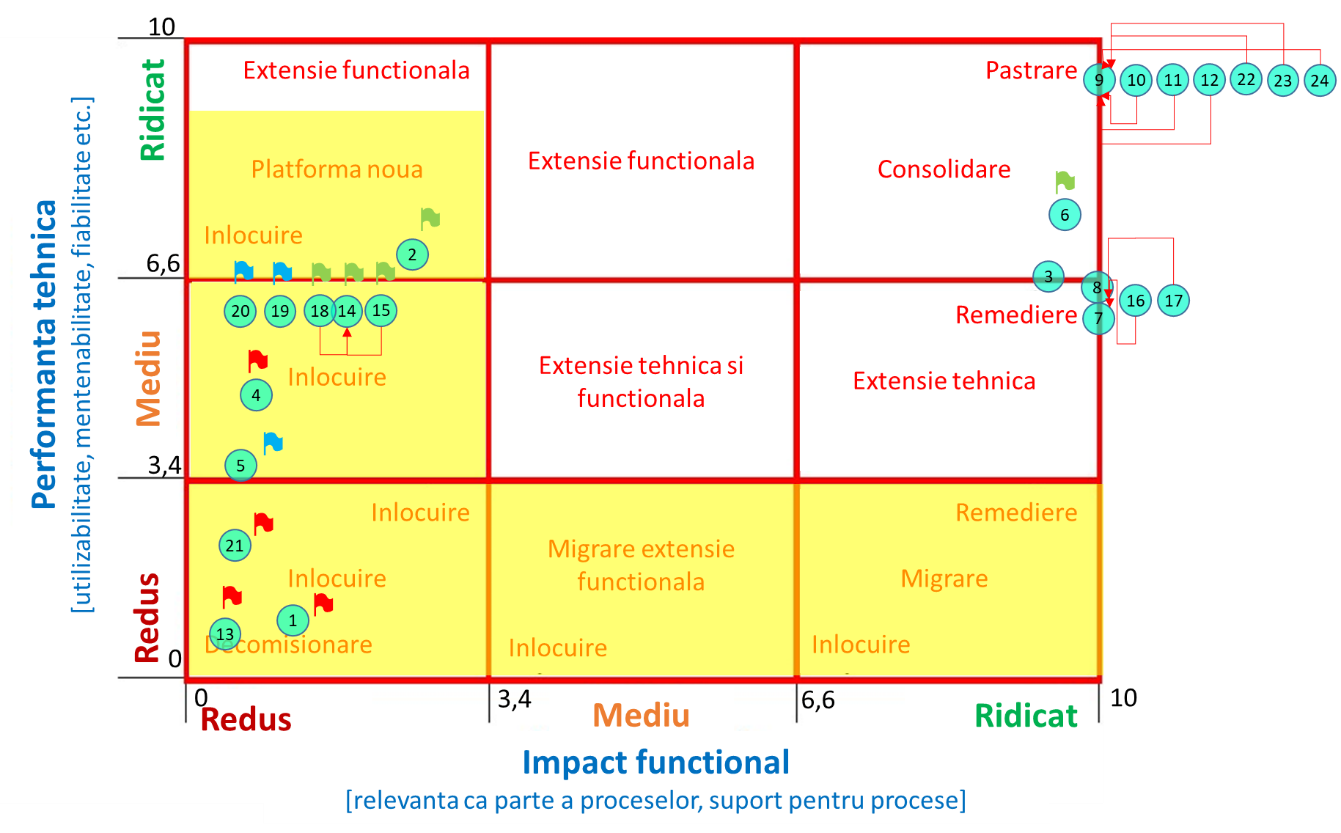 10
Ridicat
Extensie functionala
Pastrare
9
10
11
12
22
23
24
Platforma noua
Extensie functionala
Consolidare
6
Inlocuire
2
6,6
3
8
20
19
18
14
15
Remediere
7
16
17
Performanta tehnica
[utilizabilitate, mentenabilitate, fiabilitate etc.]
Mediu
Inlocuire
4
Extensie tehnica si
functionala
Extensie tehnica
5
3,4
Redus
Inlocuire
21
Inlocuire
1
13
Decomisionare
Migrare extensie
functionala
Inlocuire
Remediere
Migrare
Inlocuire
0
0
3,4
6,6
10
Redus
Mediu
Ridicat
Impact functional
[relevanta ca parte a proceselor, suport pentru procese]